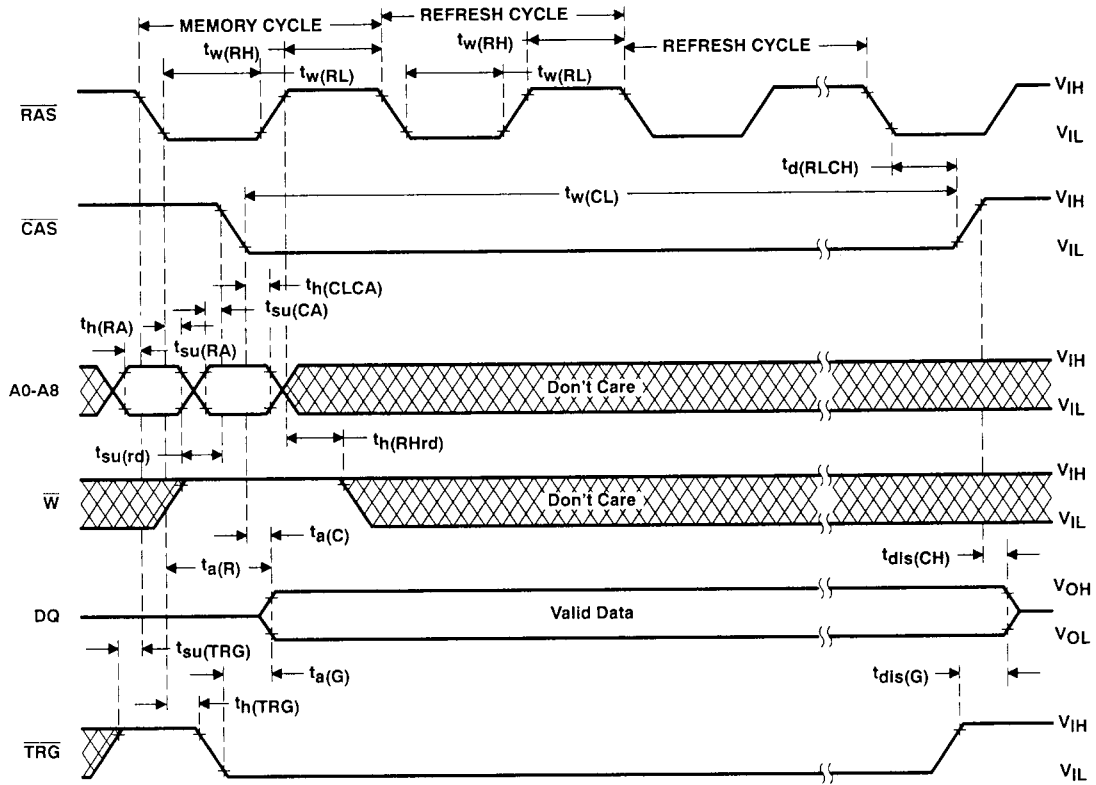 MEMORY CYCLE
REFRESH CYCLE
tw(RH)
tw(RH)
REFRESH CYCLE
tw(RL)
tw(RL)
RAS
VIH
VIL
td(RLCH)
tw(CL)
CAS
VIH
VIL
th(CLCA)
tsu(CA)
th(RA)
tsu(RA)
A0-A8
Don't Care
VIH
VIL
tsu(rd)
th(RHrd)
W
Don't Care
VIH
VIL
ta(C)
ta(R)
tdis(CH)
DQ
Valid Data
VOH
VOL
tsu(TRG)
ta(G)
tdis(G)
th(TRG)
TRG
VIH
VIL